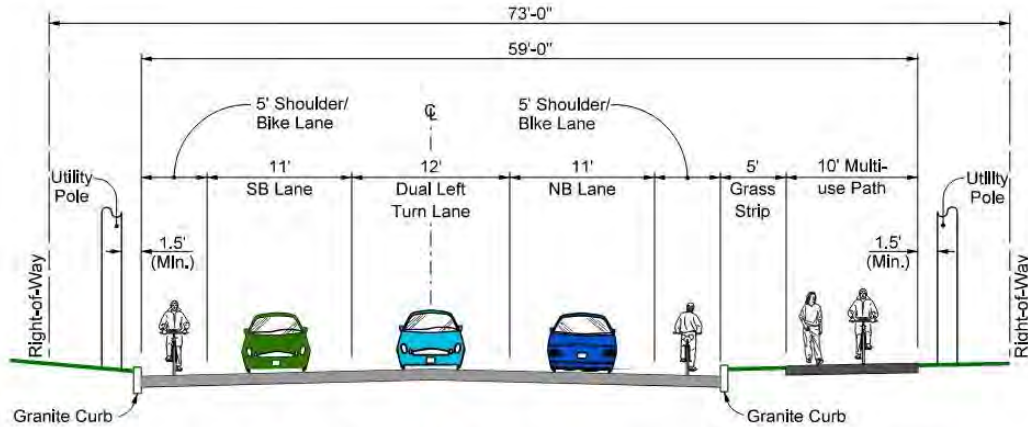 73'-0"
59'-0"
5' Shoulder/
Bike Lane
℄
5' Shoulder/
Bike Lane
Utility
Pole
11'
SB Lane
12'
Dual Left
Turn Lane
11'
NB Lane
5'
Grass
Strip
10' Multi-
use Path
Utility
Pole
1.5'
(Min.)
1.5'
(Min.)
Right-of-Way
Right-of-Way
Granite Curb
Granite Curb